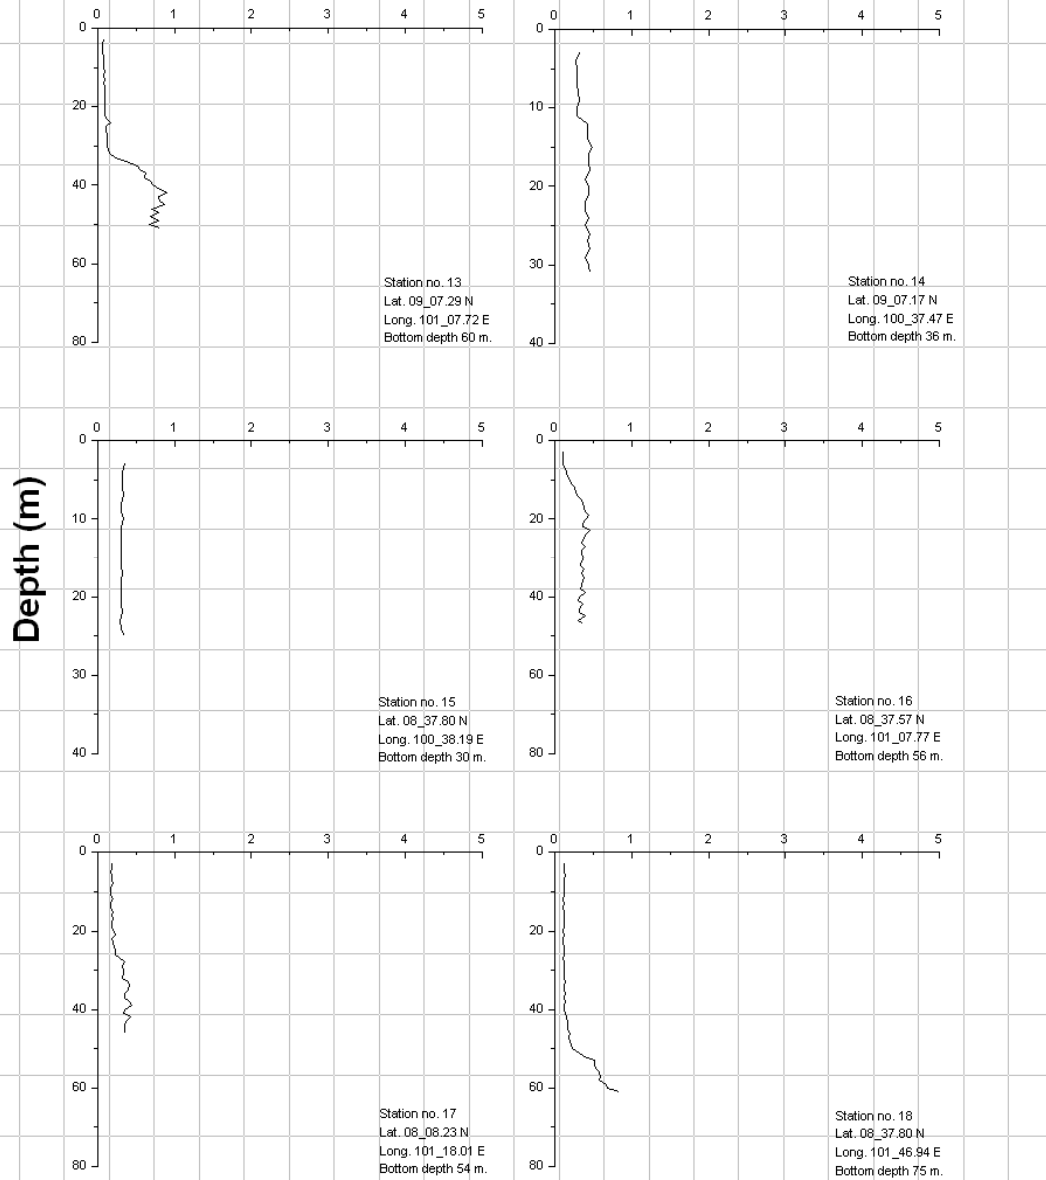 Depth (m)
0 1 2 3 4 5
0
20
40
60
80
Station no. 13
Lat. 09_07.29 N
Long. 101_07.72 E
Bottom depth 60 m.
0 1 2 3 4 5
0
10
20
30
40
Station no. 14
Lat. 09_07.17 N
Long. 100_37.47 E
Bottom depth 36 m.
0 1 2 3 4 5
0
10
20
30
40
Station no. 15
Lat. 08_37.80 N
Long. 100_38.19 E
Bottom depth 30 m.
0 1 2 3 4 5
0
20
40
60
80
Station no. 16
Lat. 08_37.57 N
Long. 101_07.77 E
Bottom depth 56 m.
0 1 2 3 4 5
0
20
40
60
80
Station no. 17
Lat. 08_08.23 N
Long. 101_18.01 E
Bottom depth 54 m.
0 1 2 3 4 5
0
20
40
60
80
Station no. 18
Lat. 08_37.80 N
Long. 101_46.94 E
Bottom depth 75 m.